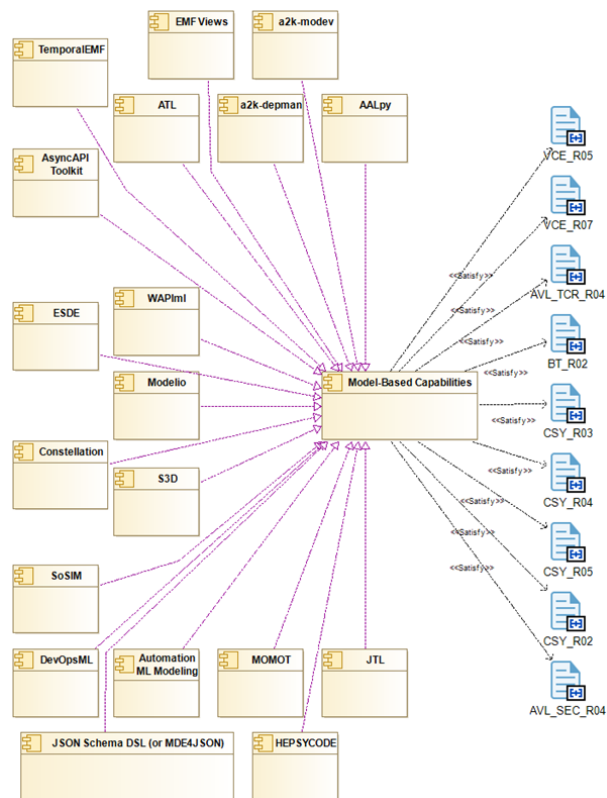 EMF Views
a2k-modev
TemporalEMF
ATL
a2k-depman
AALpy
AsyncAPI
Toolkit
VCE_R05
VCE_R07
<<Satisfy>>
AVL_TCR_R04
<<Satisfy>>
ESDE
WAPIml
<<Satisfy>>
BT_R02
<<Satisfy>>
Modelio
Model-Based Capabilities
<<Satisfy>>
CSY_R03
Constellation
S3D
<<Satisfy>>
CSY_R04
<<Satisfy>>
CSY_R05
<<Satisfy>>
SoSIM
<<Satisfy>>
CSY_R02
DevOpsML
Automation
ML Modeling
MOMOT
JTL
AVL_SEC_R04
JSON Schema DSL (or MDE4JSON)
HEPSYCODE